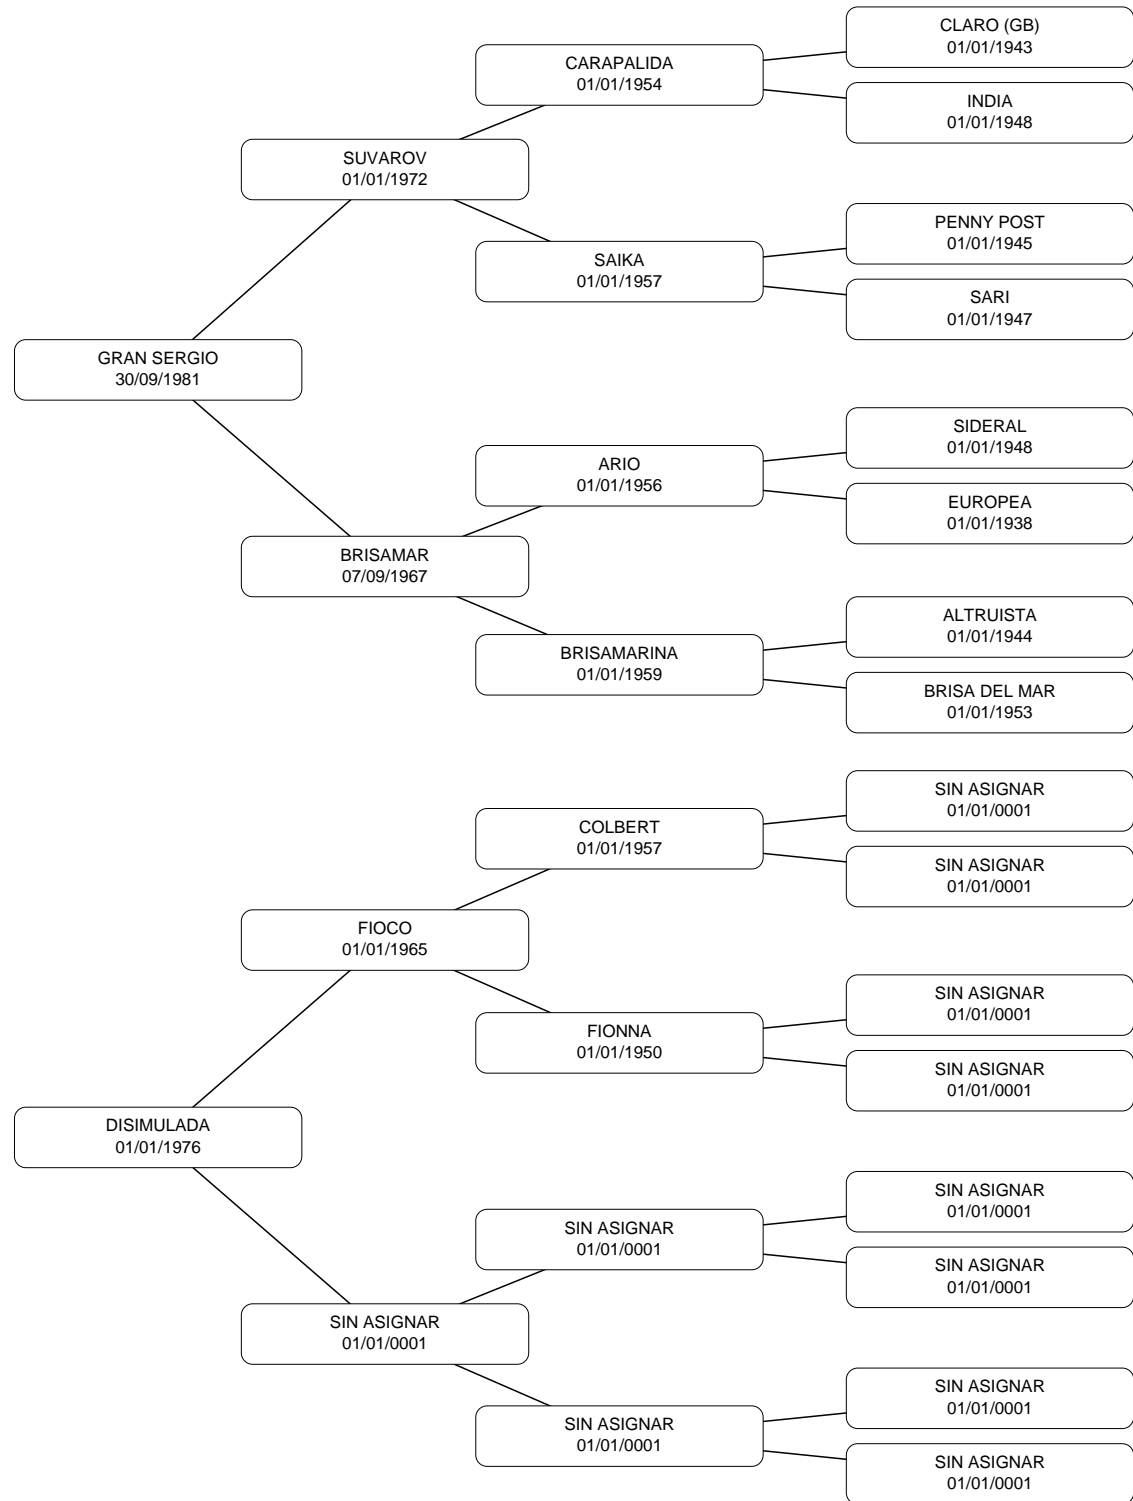 CLARO (GB)
01/01/1943
CARAPALIDA
01/01/1954
INDIA
01/01/1948
SUVAROV
01/01/1972
PENNY POST
01/01/1945
SAIKA
01/01/1957
SARI
01/01/1947
GRAN SERGIO
30/09/1981
SIDERAL
01/01/1948
ARIO
01/01/1956
EUROPEA
01/01/1938
BRISAMAR
07/09/1967
ALTRUISTA
01/01/1944
BRISAMARINA
01/01/1959
BRISA DEL MAR
01/01/1953
SIN ASIGNAR
01/01/0001
COLBERT
01/01/1957
SIN ASIGNAR
01/01/0001
FIOCO
01/01/1965
SIN ASIGNAR
01/01/0001
FIONNA
01/01/1950
SIN ASIGNAR
01/01/0001
DISIMULADA
01/01/1976
SIN ASIGNAR
01/01/0001
SIN ASIGNAR
01/01/0001
SIN ASIGNAR
01/01/0001
SIN ASIGNAR
01/01/0001
SIN ASIGNAR
01/01/0001
SIN ASIGNAR
01/01/0001
SIN ASIGNAR
01/01/0001